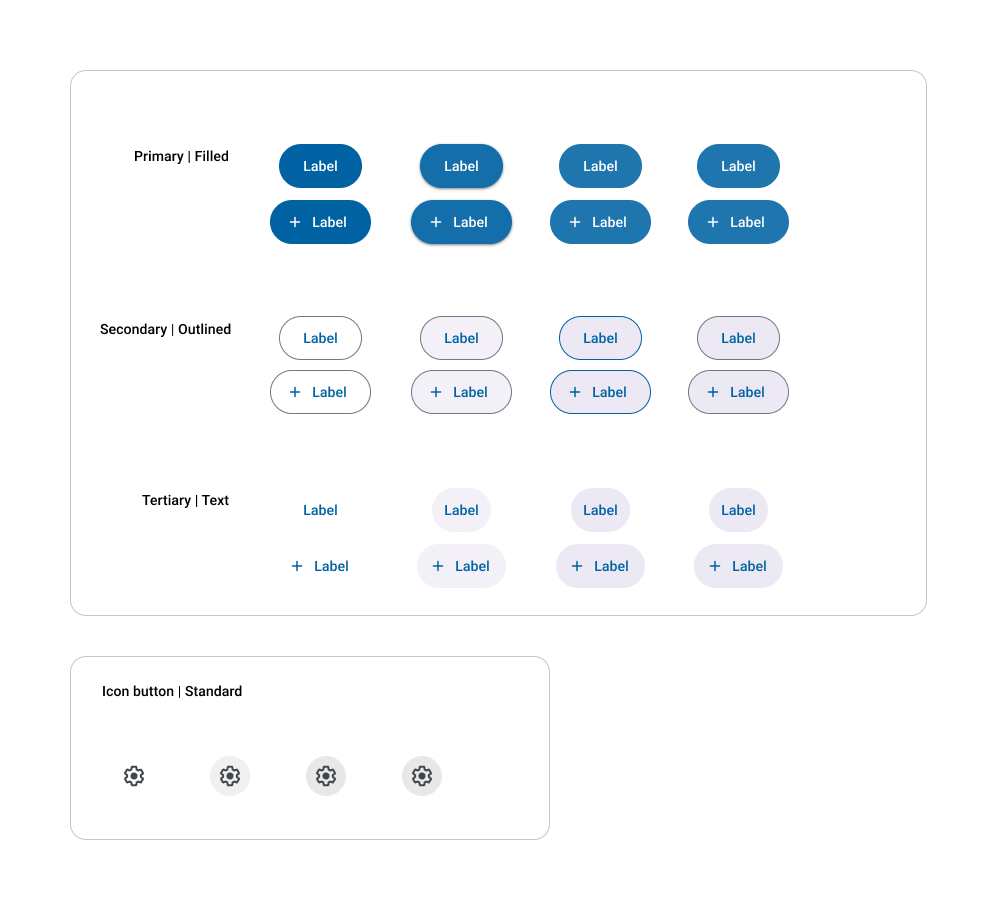 Primary | Filled
Label Label Label Label
+ Label + Label + Label + Label
Secondary | Outlined
Label Label Label Label
+ Label + Label + Label + Label
Tertiary | Text
Label Label Label Label
+ Label + Label + Label + Label
Icon button | Standard